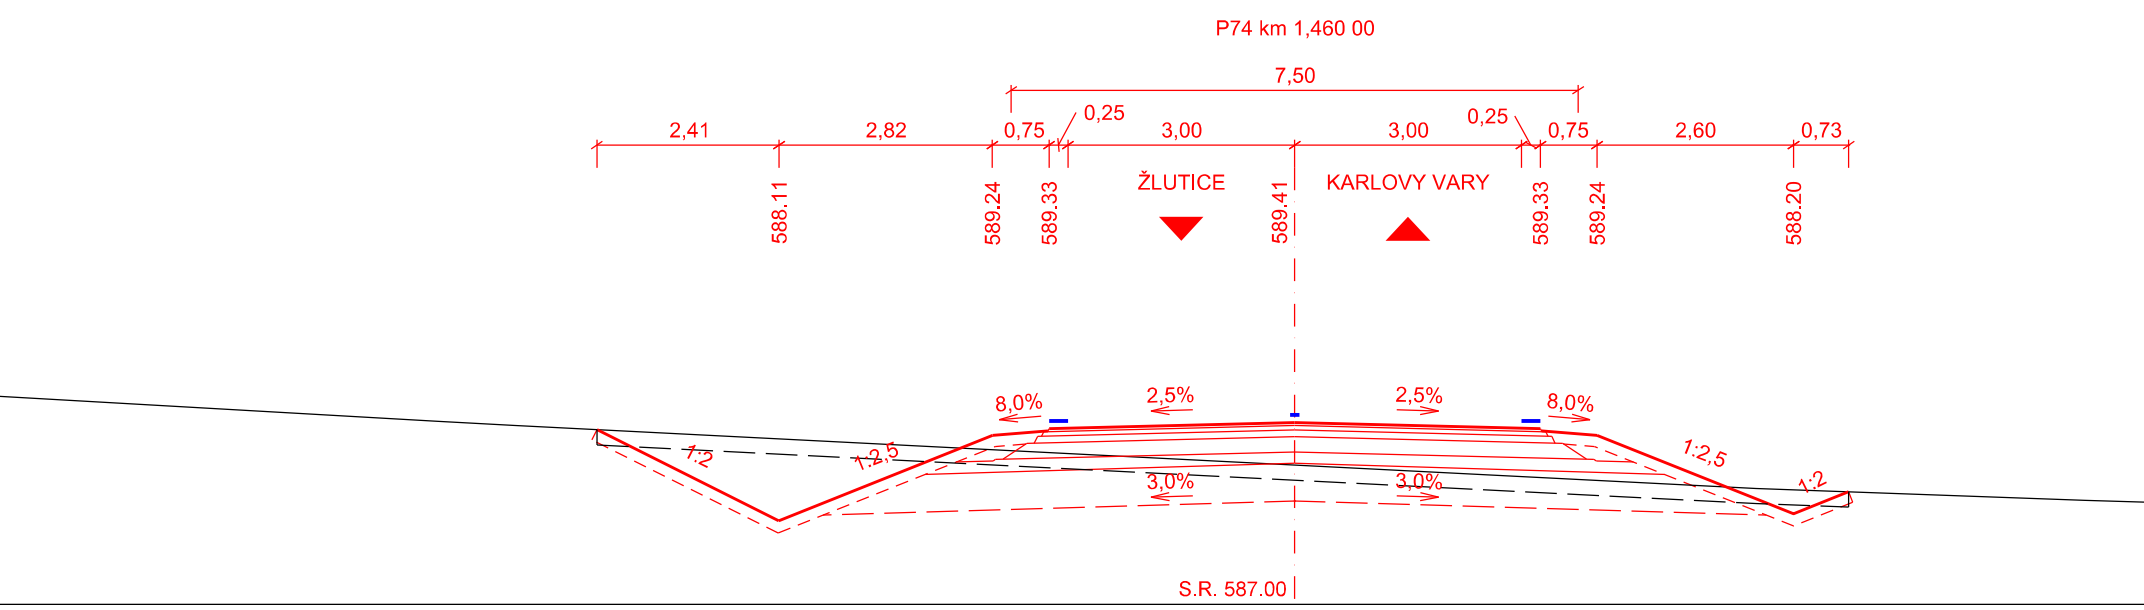 P74 km 1,460 00
7,50
0,25
0,25
2,41 2,82 0,75 3,00 3,00 0,75 2,60 0,73
ŽLUTICE KARLOVY VARY
588.11 589.24 589.33 589.41 589.33 589.24 588.20
8,0% 2,5% 2,5% 8,0%
1:2 1:2,5 1:2,5 1:2
3,0% 3,0%
S.R. 587.00